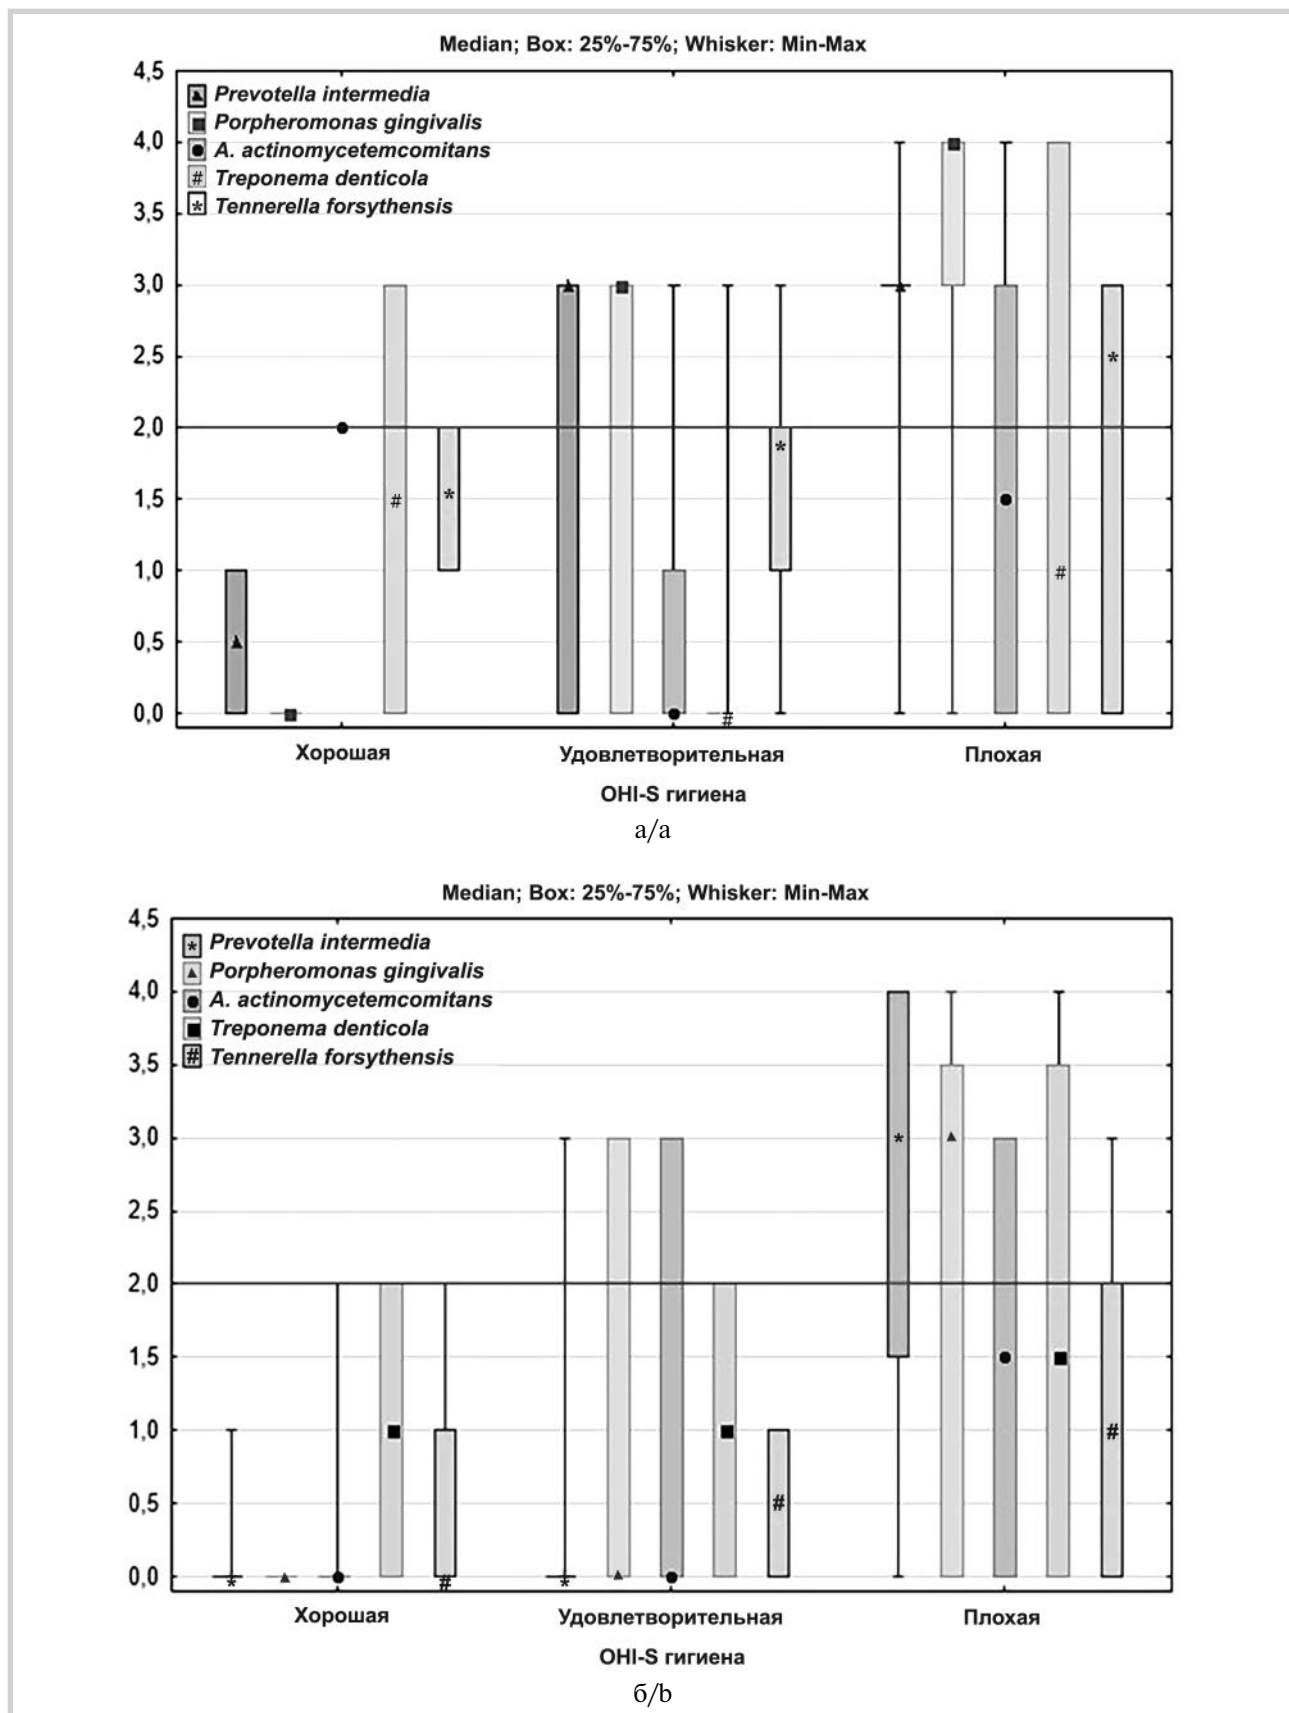 Median; Box: 25%-75%; Whisker: Min-Max
4,5
Prevotella intermedia
Porpheromonas gingivalis
4,0
A. actinomycetemcomitans
# Treponema denticola
3,5
* Tennerella forsythensis
3,0
2,5
*
2,0
*
*
1,5
#
1,0
#
0,5
0,0
#
Хорошая Удовлетворительная Плохая
OHI-S гигиена
а/a
Median; Box: 25%-75%; Whisker: Min-Max
4,5
* Prevotella intermedia
Porpheromonas gingivalis
4,0
A. actinomycetemcomitans
Treponema denticola
3,5
# Tennerella forsythensis
3,0
*
2,5
2,0
1,5
1,0
#
0,5
#
0,0
* # *
Хорошая Удовлетворительная Плохая
OHI-S гигиена
б/b